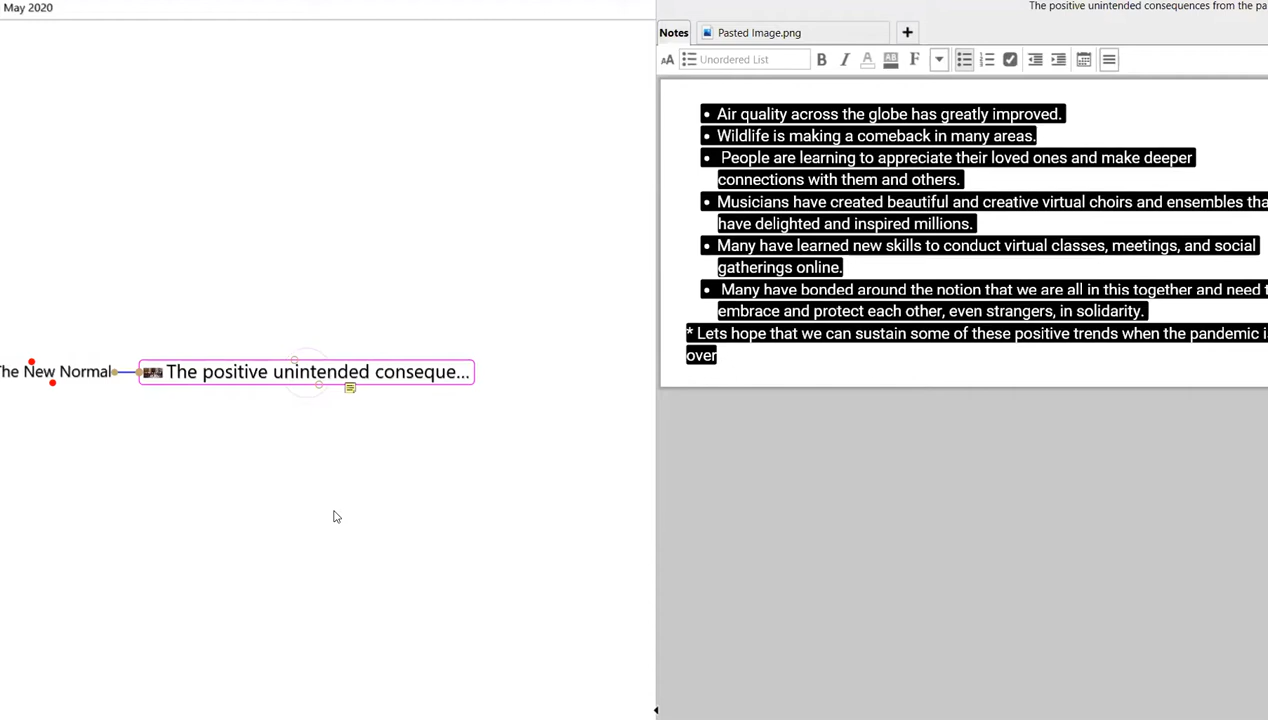 May 2020
The positive unintended consequences from the pa
Notes
Pasted Image.png
+
AA
Unordered List
B I A AB F
• Air quality across the globe has greatly improved.
• Wildlife is making a comeback in many areas.
• People are learning to appreciate their loved ones and make deeper
connections with them and others.
• Musicians have created beautiful and creative virtual choirs and ensembles tha
have delighted and inspired millions.
• Many have learned new skills to conduct virtual classes, meetings, and social
gatherings online.
• Many have bonded around the notion that we are all in this together and need t
embrace and protect each other, even strangers, in solidarity.
* Lets hope that we can sustain some of these positive trends when the pandemic i
over
he New Normal
The positive unintended conseque...